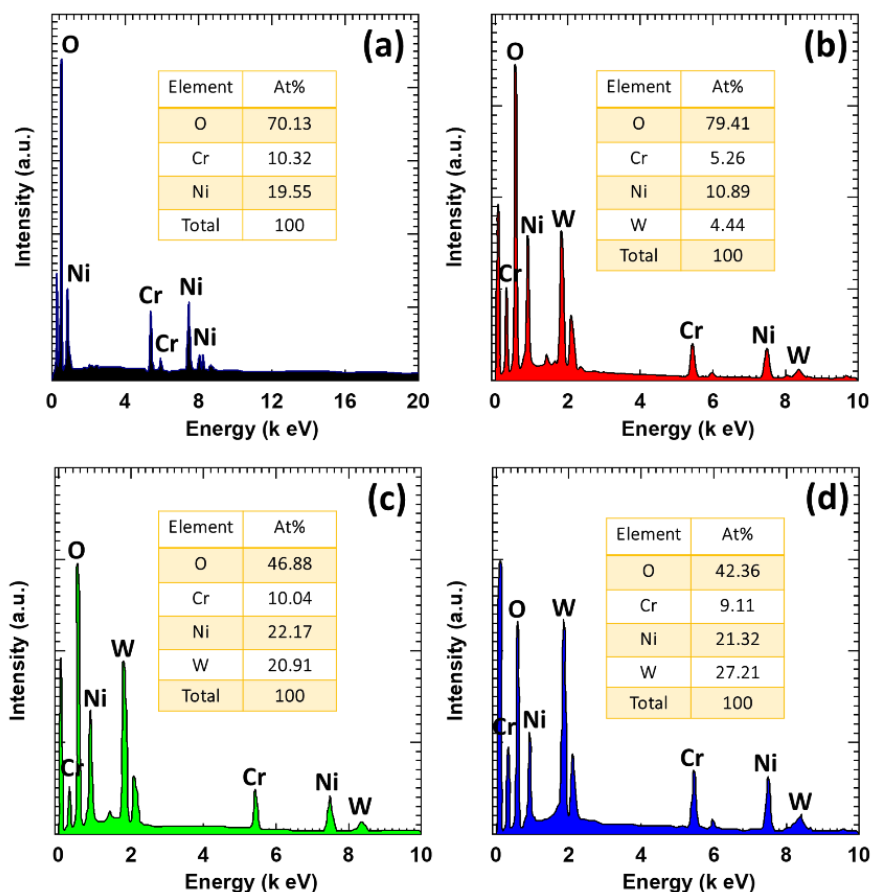 (a)
O
Element At%
O 70.13
Cr 10.32
Ni 19.55
Total 100
Ni
Cr
Cr
Ni
Ni
Intensity (a.u.)
0 4 8 12 16 20
Energy (k eV)
(b)
O
Element At%
O 79.41
Cr 5.26
Ni 10.89
W 4.44
Total 100
Cr
Ni
W
Cr
Ni
W
Intensity (a.u.)
0 2 4 6 8 10
Energy (k eV)
(c)
O
Element At%
O 46.88
Cr 10.04
Ni 22.17
W 20.91
Total 100
Cr
Ni
W
Cr
Ni
W
Intensity (a.u.)
0 2 4 6 8 10
Energy (k eV)
(d)
O
Element At%
O 42.36
Cr 9.11
Ni 21.32
W 27.21
Total 100
Cr
Ni
W
Cr
Ni
W
Intensity (a.u.)
0 2 4 6 8 10
Energy (k eV)